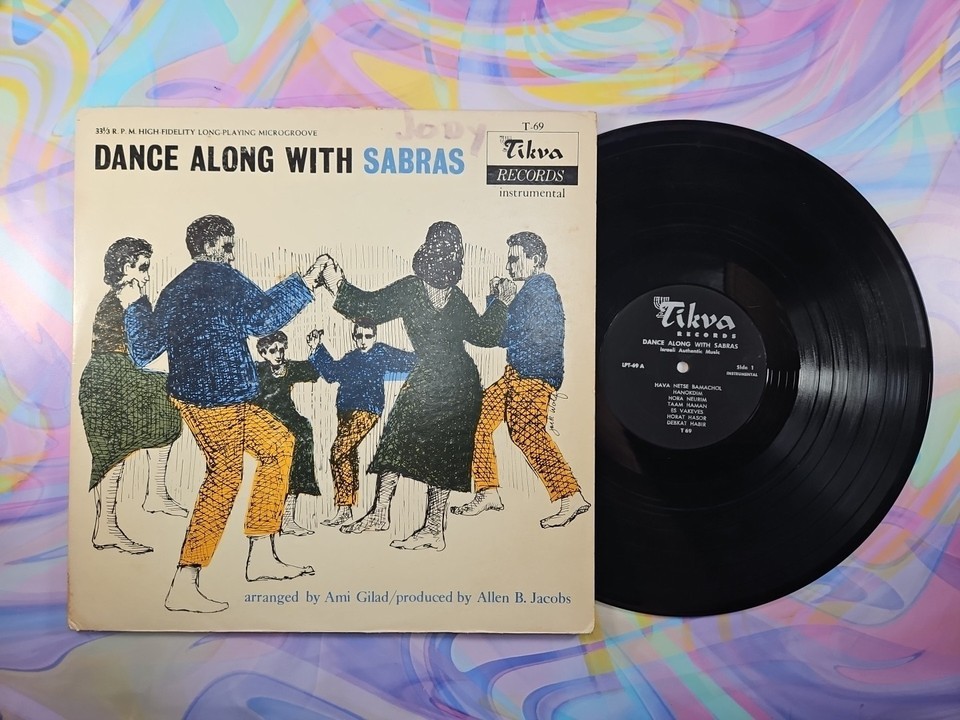 Jody
33⅓ R. P. M. HIGH-FIDELITY LONG-PLAYING MICROGROOVE
T-69
DANCE ALONG WITH SABRAS
Tikva
RECORDS
instrumental
arranged by Ami Gilad/produced by Allen B. Jacobs
Tikva
RECORDS
DANCE ALONG WITH SABRAS
Israeli Authentic Music
LPT-69 A
Side 1
INSTRUMENTAL
HAVA NETSE BAMACHOL
HANOKDIM
HORA NEURIM
TAAM HAMAN
ES VAKEVES
HORAT HASOR
DEBKAT HABIR
T 69